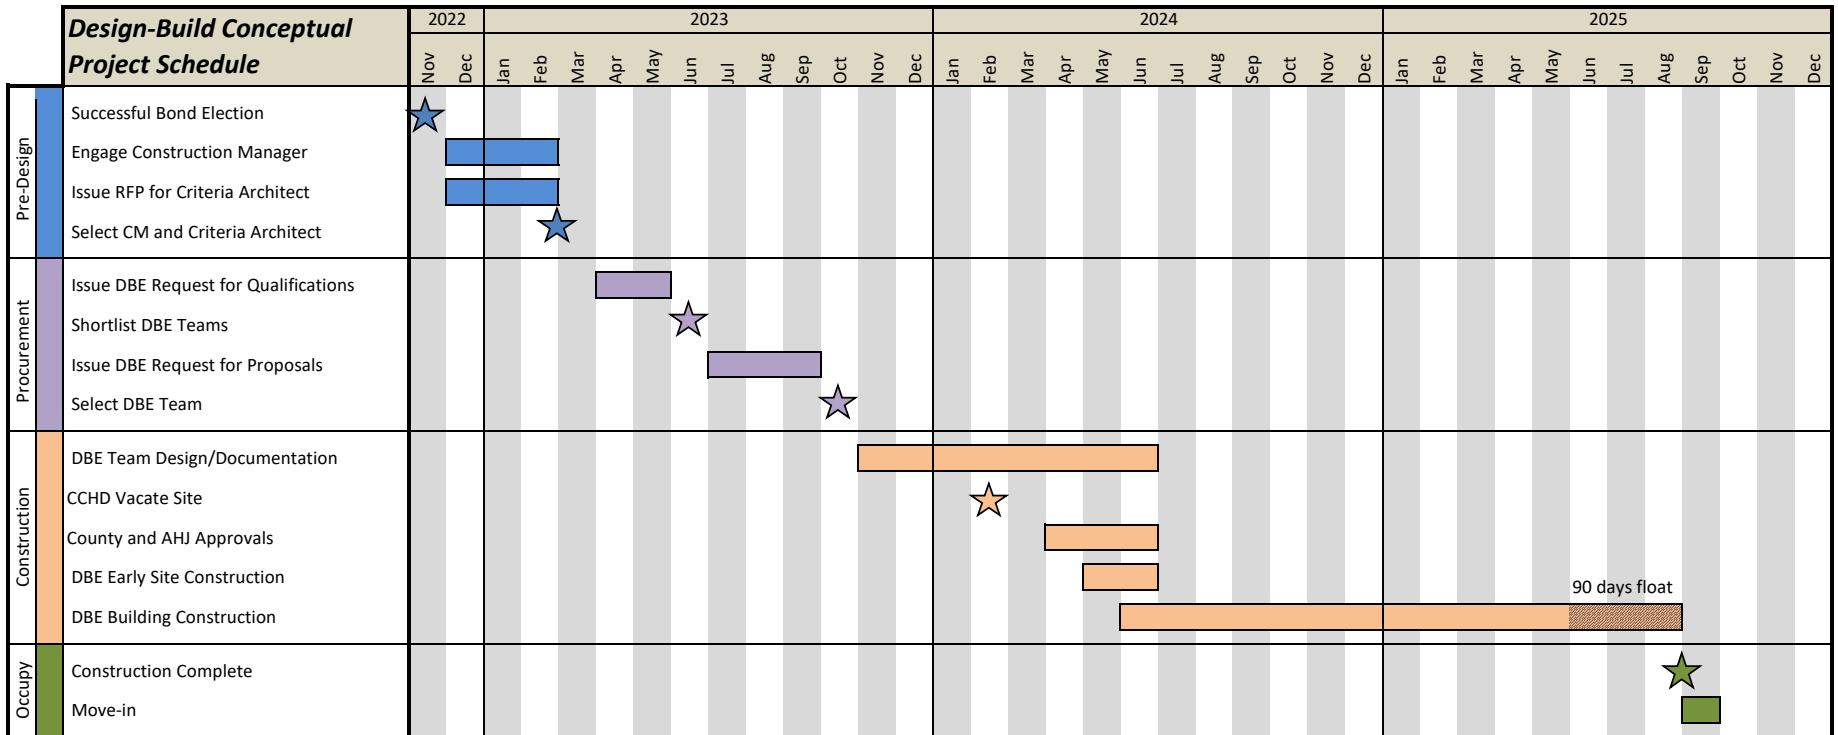 Design-Build Conceptual
Project Schedule
2022
2023
2024
2025
Nov
Dec
Jan
Feb
Mar
Apr
May
Jun
Jul
Aug
Sep
Oct
Nov
Dec
Jan
Feb
Mar
Apr
May
Jun
Jul
Aug
Sep
Oct
Nov
Dec
Jan
Feb
Mar
Apr
May
Jun
Jul
Aug
Sep
Oct
Nov
Dec
Pre-Design
Successful Bond Election
Engage Construction Manager
Issue RFP for Criteria Architect
Select CM and Criteria Architect
Procurement
Issue DBE Request for Qualifications
Shortlist DBE Teams
Issue DBE Request for Proposals
Select DBE Team
Construction
DBE Team Design/Documentation
CCHD Vacate Site
County and AHJ Approvals
DBE Early Site Construction
90 days float
DBE Building Construction
Occupy
Construction Complete
Move-in